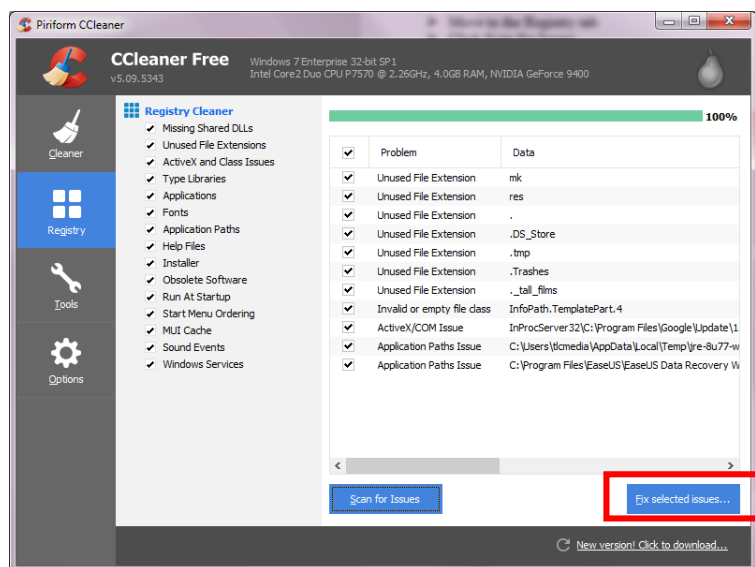 Piriform CCleaner
CCleaner Free
v5.09.5343
Windows 7 Enterprise 32-bit SP1
Intel Core2 Duo CPU P7570 @ 2.26GHz, 4.0GB RAM, NVIDIA GeForce 9400
Cleaner
Registry
Tools
Options
Registry Cleaner
Missing Shared DLLs
Unused File Extensions
ActiveX and Class Issues
Type Libraries
Applications
Fonts
Application Paths
Help Files
Installer
Obsolete Software
Run At Startup
Start Menu Ordering
MUI Cache
Sound Events
Windows Services
100%
Problem Data
Unused File Extension mk
Unused File Extension res
Unused File Extension .
Unused File Extension .DS_Store
Unused File Extension .tmp
Unused File Extension .Trashes
Unused File Extension ._tall_films
Invalid or empty file class InfoPath.TemplatePart.4
ActiveX/COM Issue InProcServer32\C:\Program Files\Google\Update\1.
Application Paths Issue C:\Users\tlcmedia\AppData\Local\Temp\jre-8u77-w
Application Paths Issue C:\Program Files\EaseUS\EaseUS Data Recovery W
Scan for Issues
Fix selected issues...
New version! Click to download...